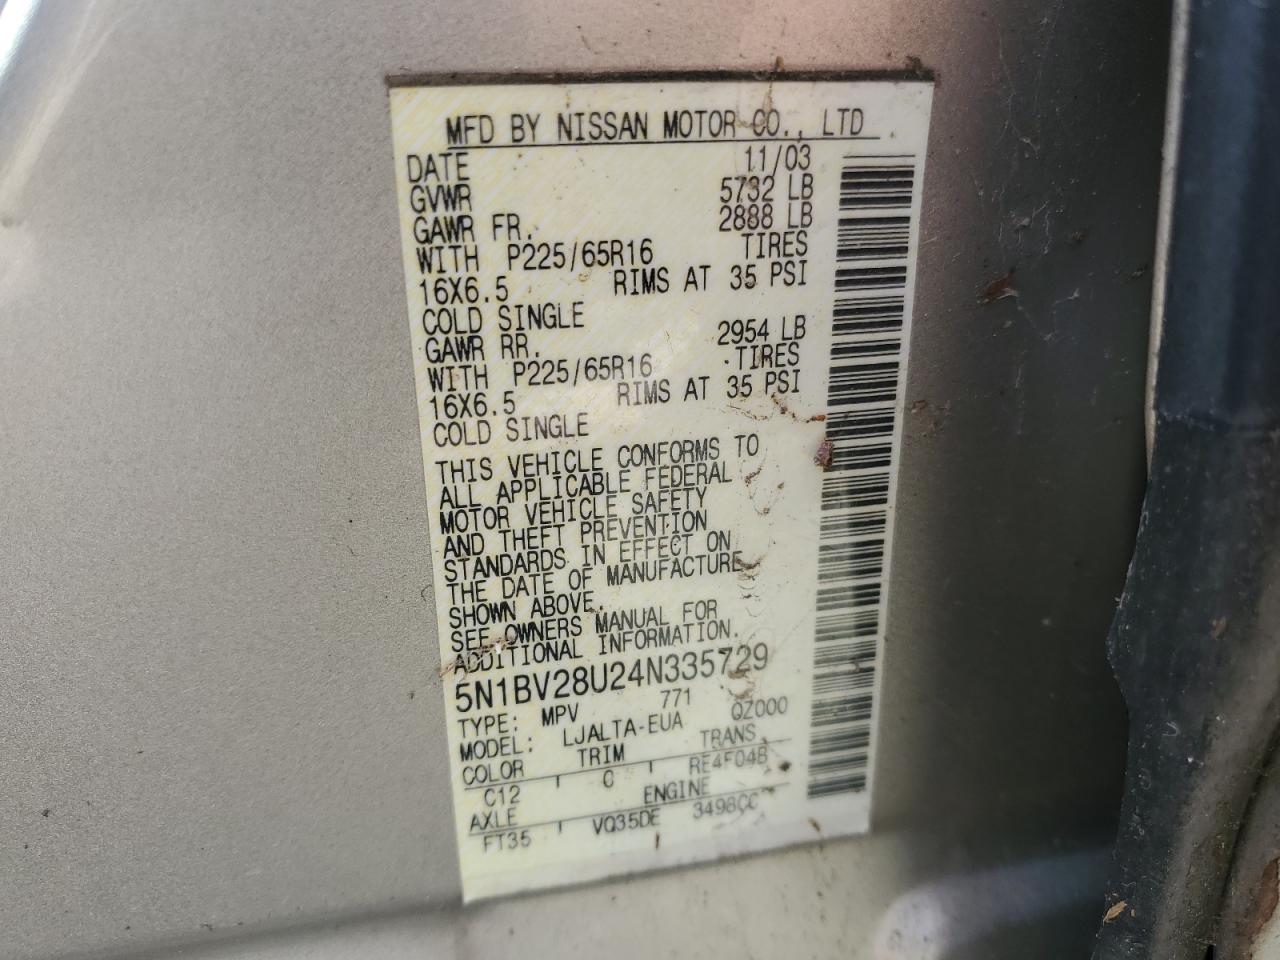 MFD BY NISSAN MOTOR CO., LTD
DATE 11/03
GVWR 5732 LB
GAWR FR. 2888 LB
WITH P225/65R16 TIRES
16X6.5 RIMS AT 35 PSI
COLD SINGLE
GAWR RR. 2954 LB
WITH P225/65R16 TIRES
16X6.5 RIMS AT 35 PSI
COLD SINGLE
THIS VEHICLE CONFORMS TO
ALL APPLICABLE FEDERAL
MOTOR VEHICLE SAFETY
AND THEFT PREVENTION
STANDARDS IN EFFECT ON
THE DATE OF MANUFACTURE
SHOWN ABOVE.
SEE OWNERS MANUAL FOR
ADDITIONAL INFORMATION.
5N1BV28U24N335729
TYPE: MPV 771
MODEL: LJALTA-EUA QZ000
COLOR TRIM TRANS
C12 C RE4F04B
AXLE ENGINE
FT35 VQ35DE 3498CC